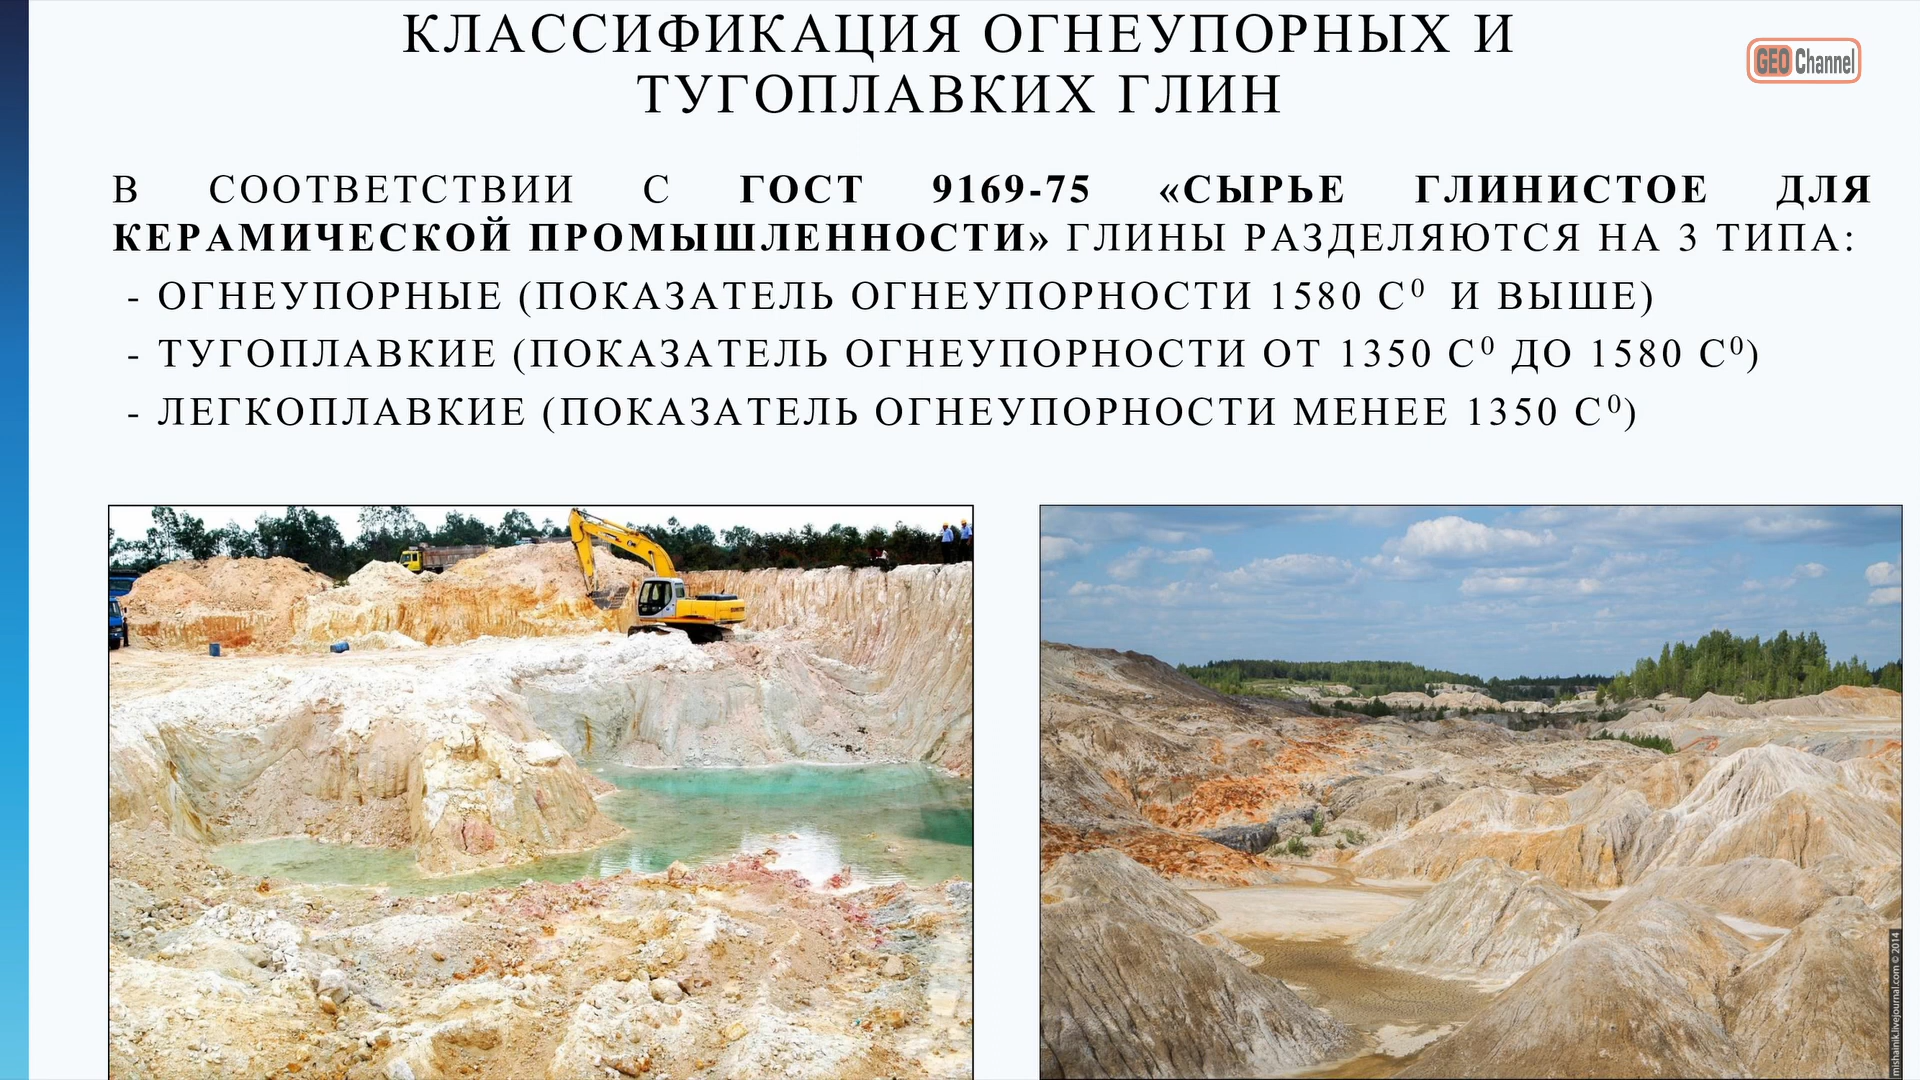 КЛАССИФИКАЦИЯ ОГНЕУПОРНЫХ И
ТУГОПЛАВКИХ ГЛИН
GEO Channel
В СООТВЕТСТВИИ С ГОСТ 9169-75 «СЫРЬЕ ГЛИНИСТОЕ ДЛЯ
КЕРАМИЧЕСКОЙ ПРОМЫШЛЕННОСТИ» ГЛИНЫ РАЗДЕЛЯЮТСЯ НА 3 ТИПА:
- ОГНЕУПОРНЫЕ (ПОКАЗАТЕЛЬ ОГНЕУПОРНОСТИ 1580 С⁰ И ВЫШЕ)
- ТУГОПЛАВКИЕ (ПОКАЗАТЕЛЬ ОГНЕУПОРНОСТИ ОТ 1350 С⁰ ДО 1580 С⁰)
- ЛЕГКОПЛАВКИЕ (ПОКАЗАТЕЛЬ ОГНЕУПОРНОСТИ МЕНЕЕ 1350 С⁰)
mishainik.livejournal.com © 2014